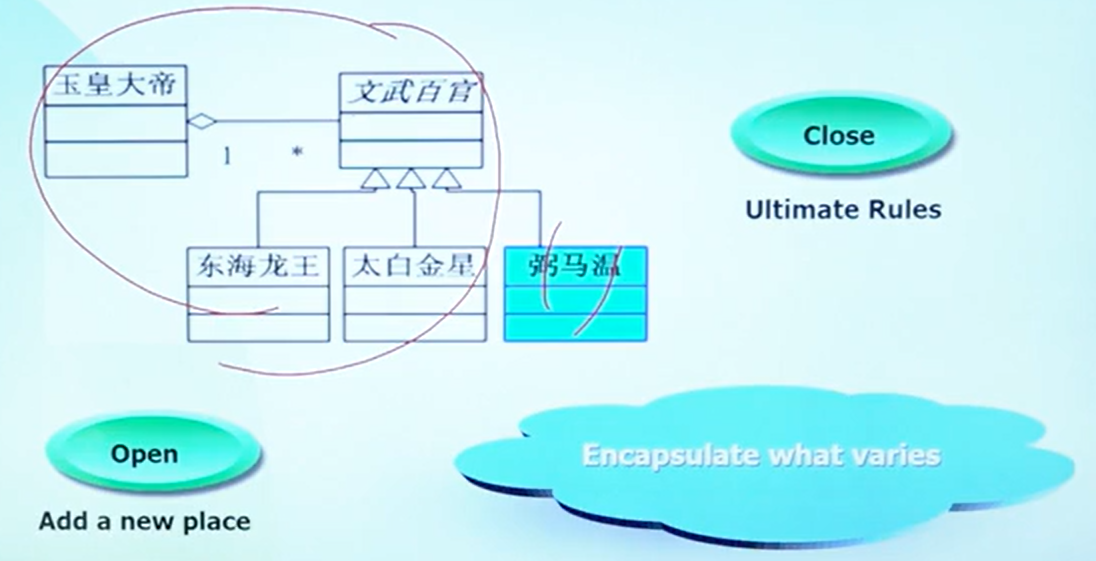 玉皇大帝
文武百官
1 *
东海龙王
太白金星
弼马温
Close
Ultimate Rules
Open
Add a new place
Encapsulate what varies